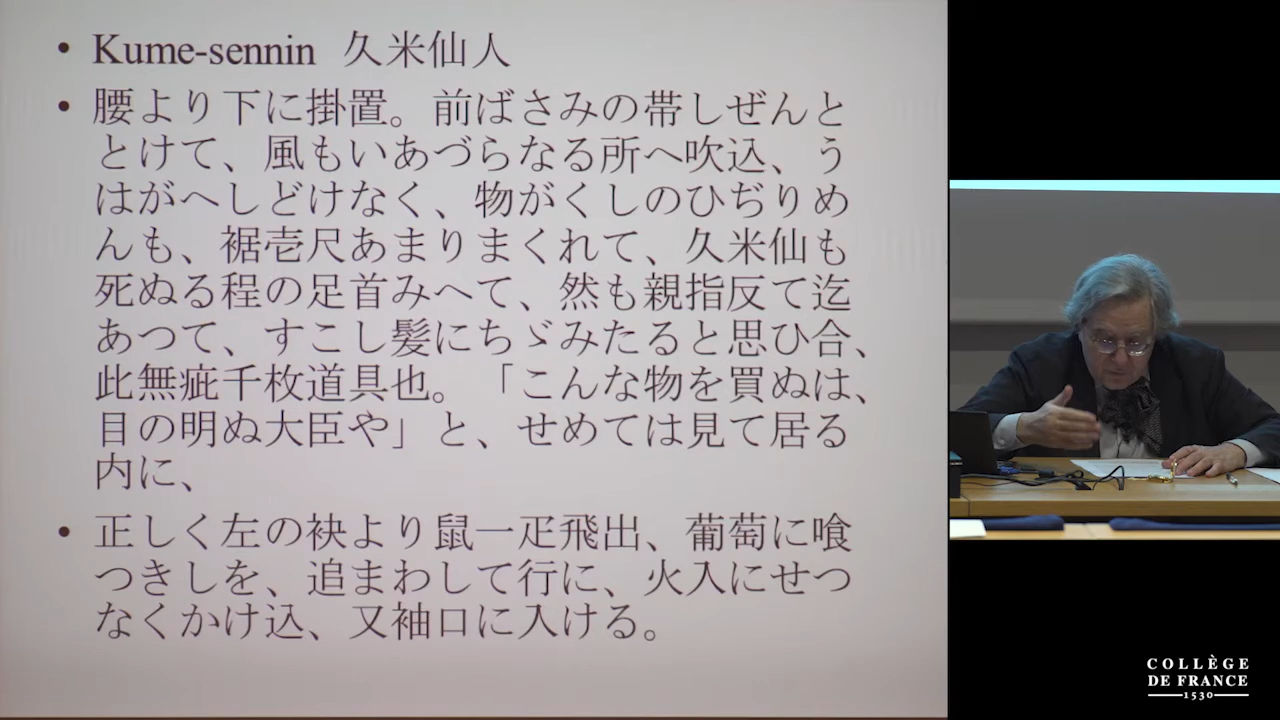 • Kume-sennin 久米仙人
• 腰より下に掛置。前ばさみの帯しぜんと
とけて、風もいあづらなる所へ吹込、う
はがへしどけなく、物がくしのひぢりめ
んも、裾壱尺あまりまくれて、久米仙も
死ぬる程の足首みへて、然も親指反て迄
あつて、すこし髪にちゞみたると思ひ合、
此無疵千枚道具也。「こんな物を買ぬは、
目の明ぬ大臣や」と、せめては見て居る
内に、
• 正しく左の袂より鼠一疋飛出、葡萄に喰
つきしを、追まわして行に、火入にせつ
なくかけ込、又袖口に入ける。
COLLÈGE
DE FRANCE
1530